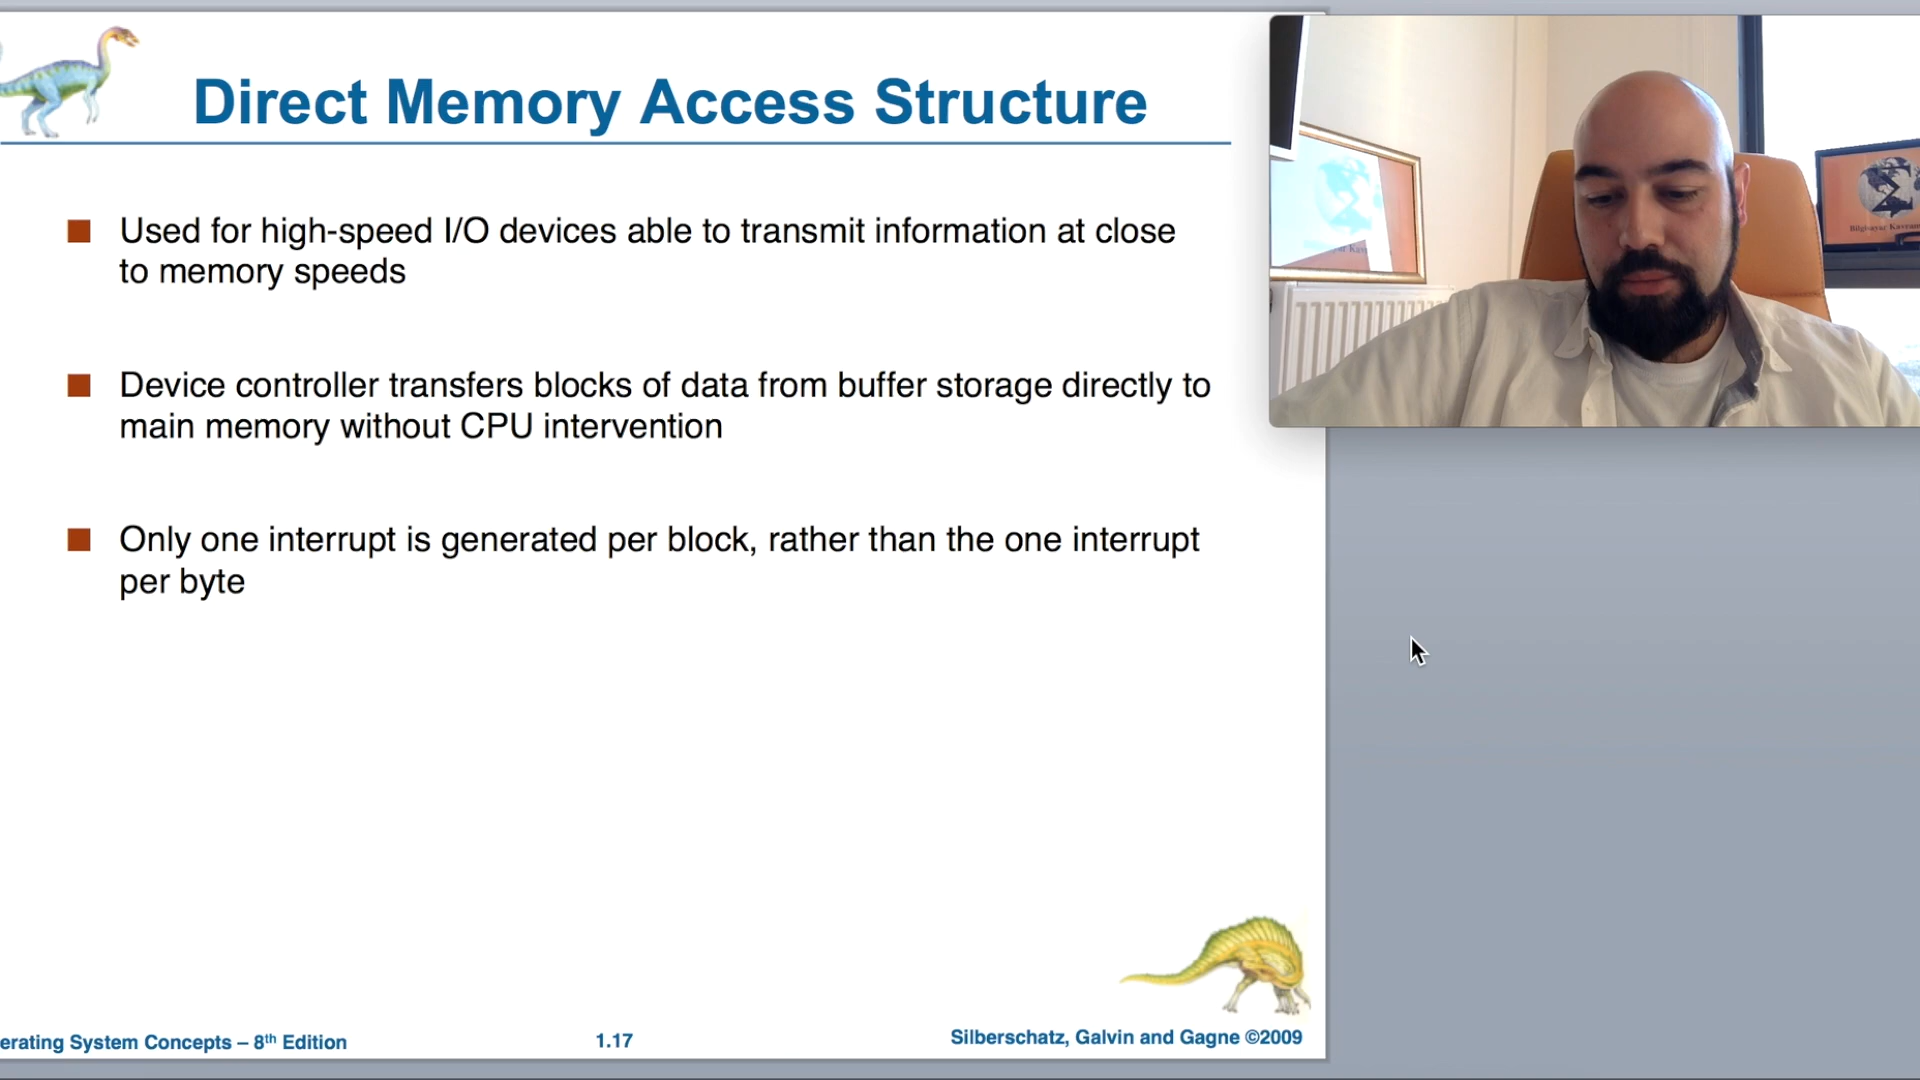 Direct Memory Access Structure
Used for high-speed I/O devices able to transmit information at close
to memory speeds
Device controller transfers blocks of data from buffer storage directly to
main memory without CPU intervention
Only one interrupt is generated per block, rather than the one interrupt
per byte
erating System Concepts – 8th Edition
1.17
Silberschatz, Galvin and Gagne ©2009
Bilgisayar Kavram